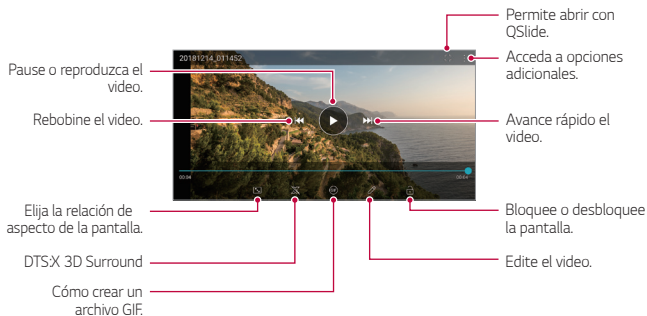 Permite abrir con
QSlide.
20181214_011452
Acceda a opciones
adicionales.
Pause o reproduzca el
video.
Rebobine el video.
Avance rápido el
video.
00:04
GIF
Elija la relación de
aspecto de la pantalla.
Bloquee o desbloquee
la pantalla.
DTS:X 3D Surround
Edite el video.
Cómo crear un
archivo GIF.